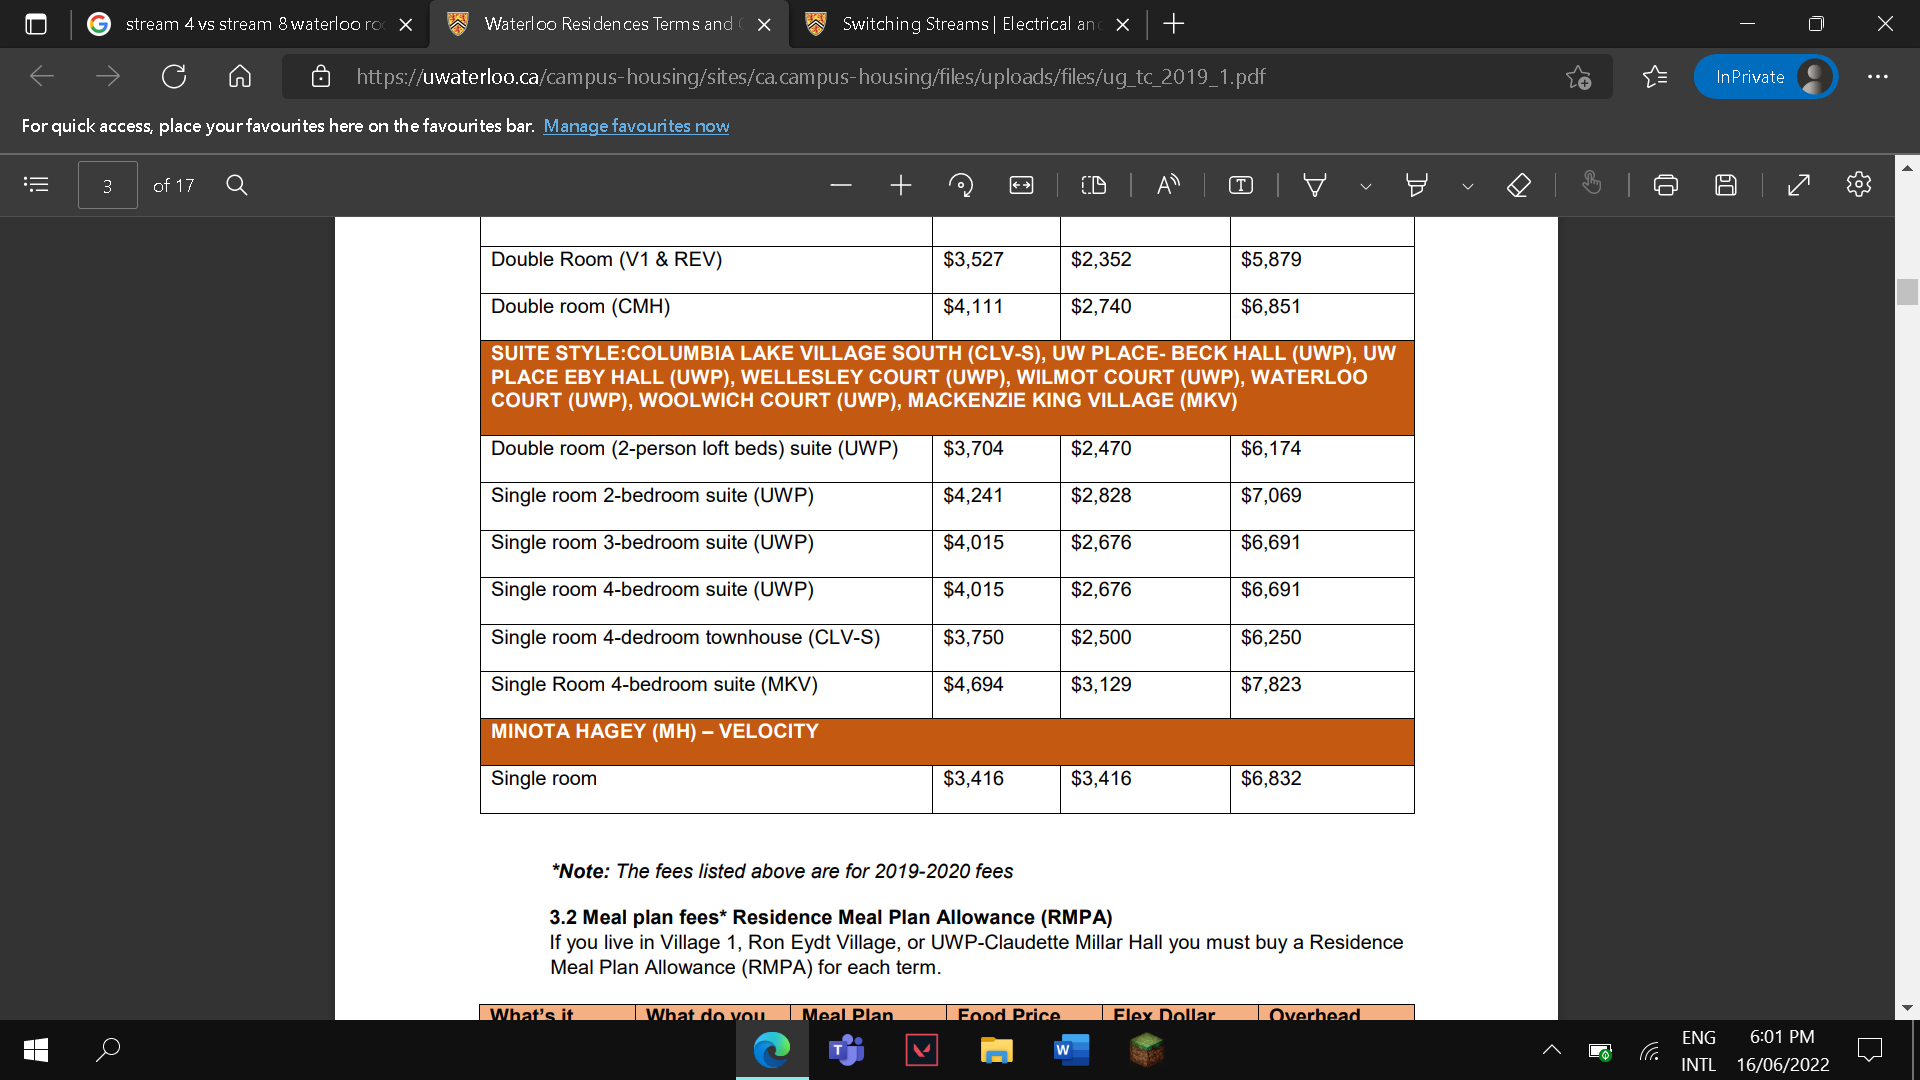 stream 4 vs stream 8 waterloo ro
Waterloo Residences Terms and
Switching Streams | Electrical an
https://uwaterloo.ca/campus-housing/sites/ca.campus-housing/files/uploads/files/ug_tc_2019_1.pdf
InPrivate
For quick access, place your favourites here on the favourites bar. Manage favourites now
3 of 17
Double Room (V1 & REV) $3,527 $2,352 $5,879
Double room (CMH) $4,111 $2,740 $6,851
SUITE STYLE:COLUMBIA LAKE VILLAGE SOUTH (CLV-S), UW PLACE- BECK HALL (UWP), UW
PLACE EBY HALL (UWP), WELLESLEY COURT (UWP), WILMOT COURT (UWP), WATERLOO
COURT (UWP), WOOLWICH COURT (UWP), MACKENZIE KING VILLAGE (MKV)
Double room (2-person loft beds) suite (UWP) $3,704 $2,470 $6,174
Single room 2-bedroom suite (UWP) $4,241 $2,828 $7,069
Single room 3-bedroom suite (UWP) $4,015 $2,676 $6,691
Single room 4-bedroom suite (UWP) $4,015 $2,676 $6,691
Single room 4-dedroom townhouse (CLV-S) $3,750 $2,500 $6,250
Single Room 4-bedroom suite (MKV) $4,694 $3,129 $7,823
MINOTA HAGEY (MH) – VELOCITY
Single room $3,416 $3,416 $6,832
*Note: The fees listed above are for 2019-2020 fees
3.2 Meal plan fees* Residence Meal Plan Allowance (RMPA)
If you live in Village 1, Ron Eydt Village, or UWP-Claudette Millar Hall you must buy a Residence
Meal Plan Allowance (RMPA) for each term.
What's it What do you Meal Plan Food Price Flex Dollar Overhead
ENG 6:01 PM
INTL 16/06/2022